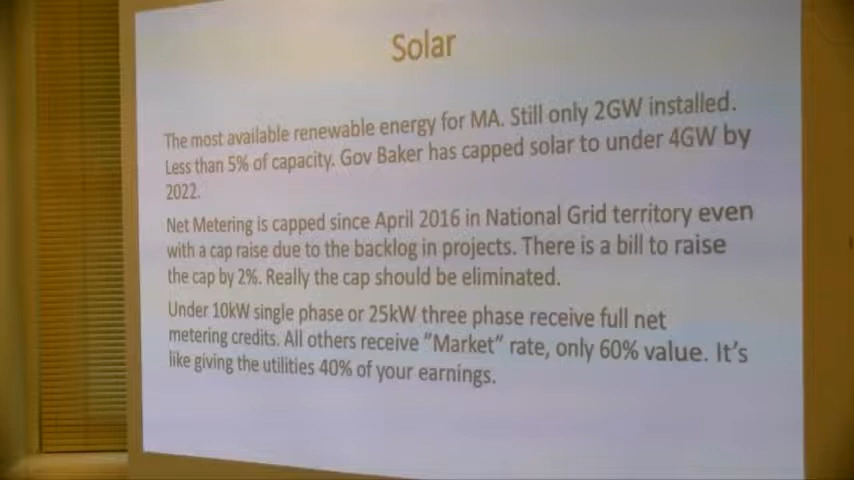 Solar
The most available renewable energy for MA. Still only 2GW installed.
Less than 5% of capacity. Gov Baker has capped solar to under 4GW by
2022.
Net Metering is capped since April 2016 in National Grid territory even
with a cap raise due to the backlog in projects. There is a bill to raise
the cap by 2%. Really the cap should be eliminated.
Under 10kW single phase or 25kW three phase receive full net
metering credits. All others receive "Market" rate, only 60% value. It's
like giving the utilities 40% of your earnings.